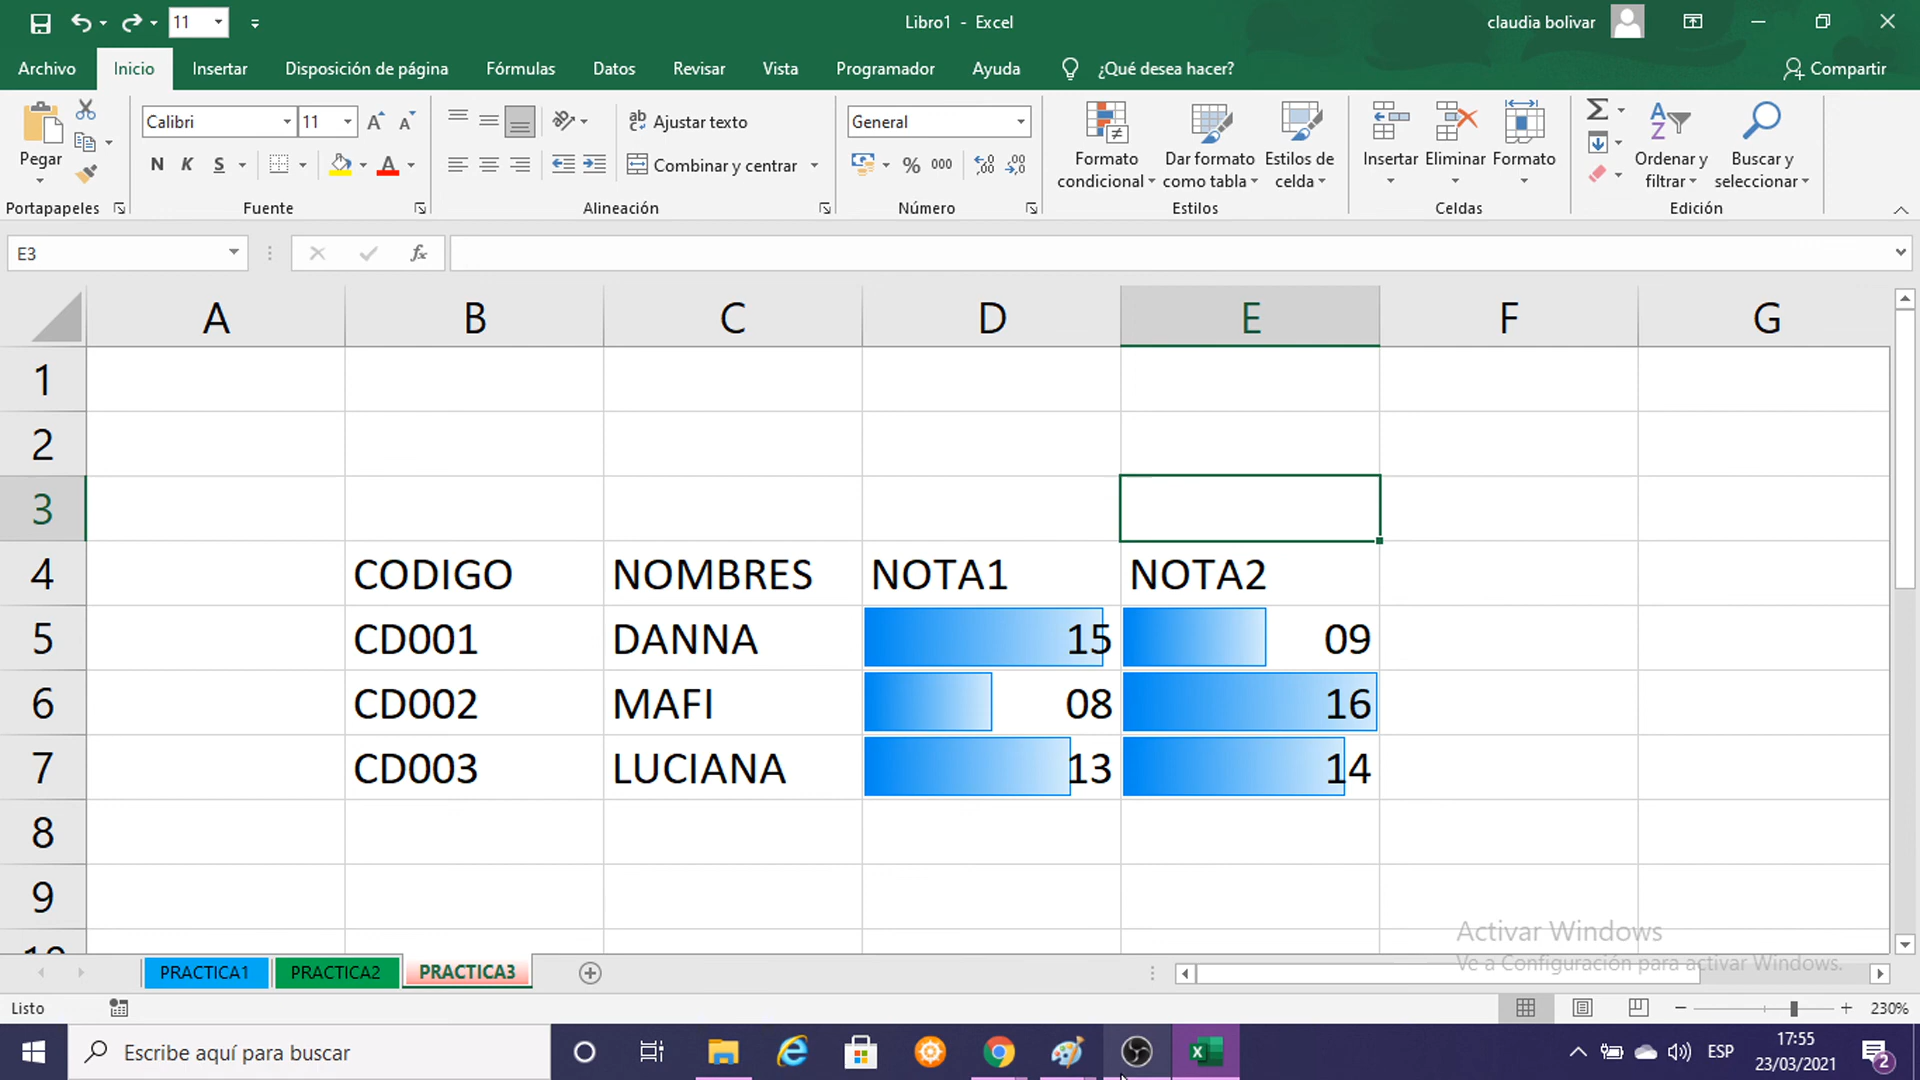 11
Libro1 - Excel
claudia bolivar
Archivo Inicio Insertar Disposición de página Fórmulas Datos Revisar Vista Programador Ayuda ¿Qué desea hacer? Compartir
Pegar
Calibri 11
N K S
Ajustar texto
Combinar y centrar
General
% 000
Formato condicional
Dar formato como tabla
Estilos de celda
Insertar Eliminar Formato
Ordenar y filtrar
Buscar y seleccionar
Portapapeles Fuente Alineación Número Estilos Celdas Edición
E3 fx
A B C D E F G
1
2
3
4 CODIGO NOMBRES NOTA1 NOTA2
5 CD001 DANNA 15 09
6 CD002 MAFI 08 16
7 CD003 LUCIANA 13 14
8
9
10
Activar Windows
Ve a Configuración para activar Windows.
PRACTICA1 PRACTICA2 PRACTICA3
Listo 230%
Escribe aquí para buscar
ESP
17:55
23/03/2021
2